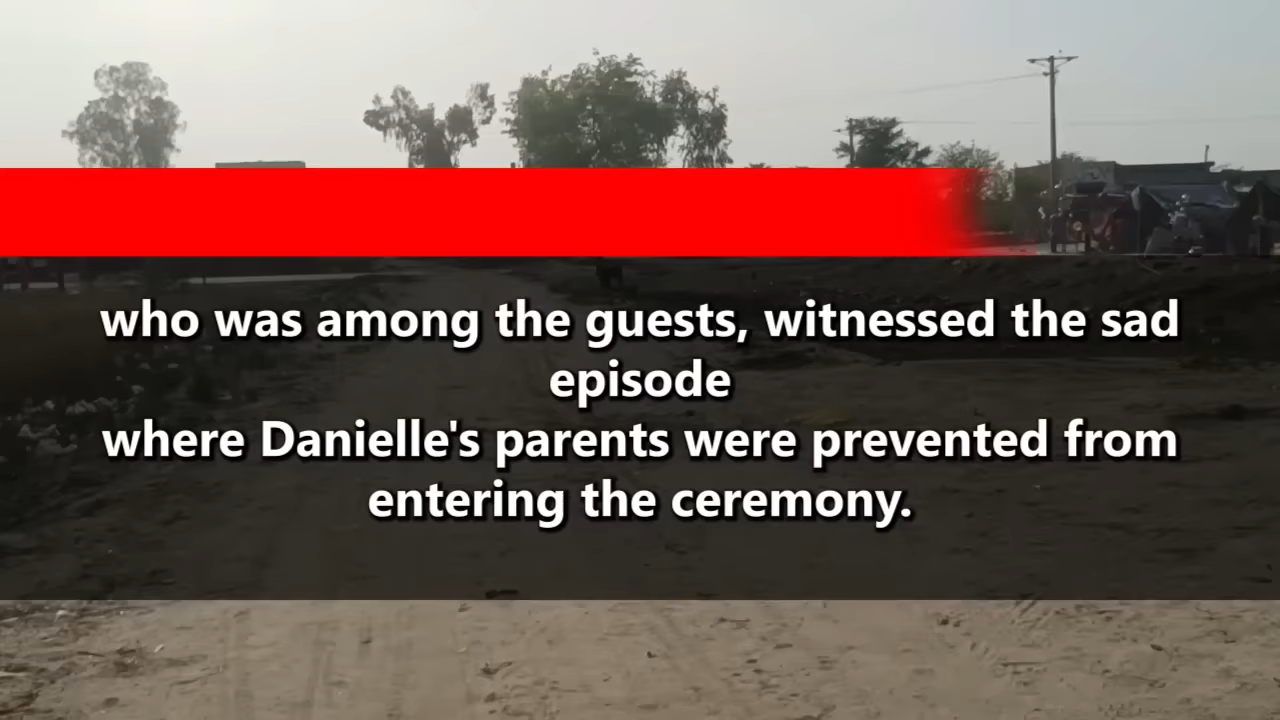 who was among the guests, witnessed the sad
episode
where Danielle's parents were prevented from
entering the ceremony.